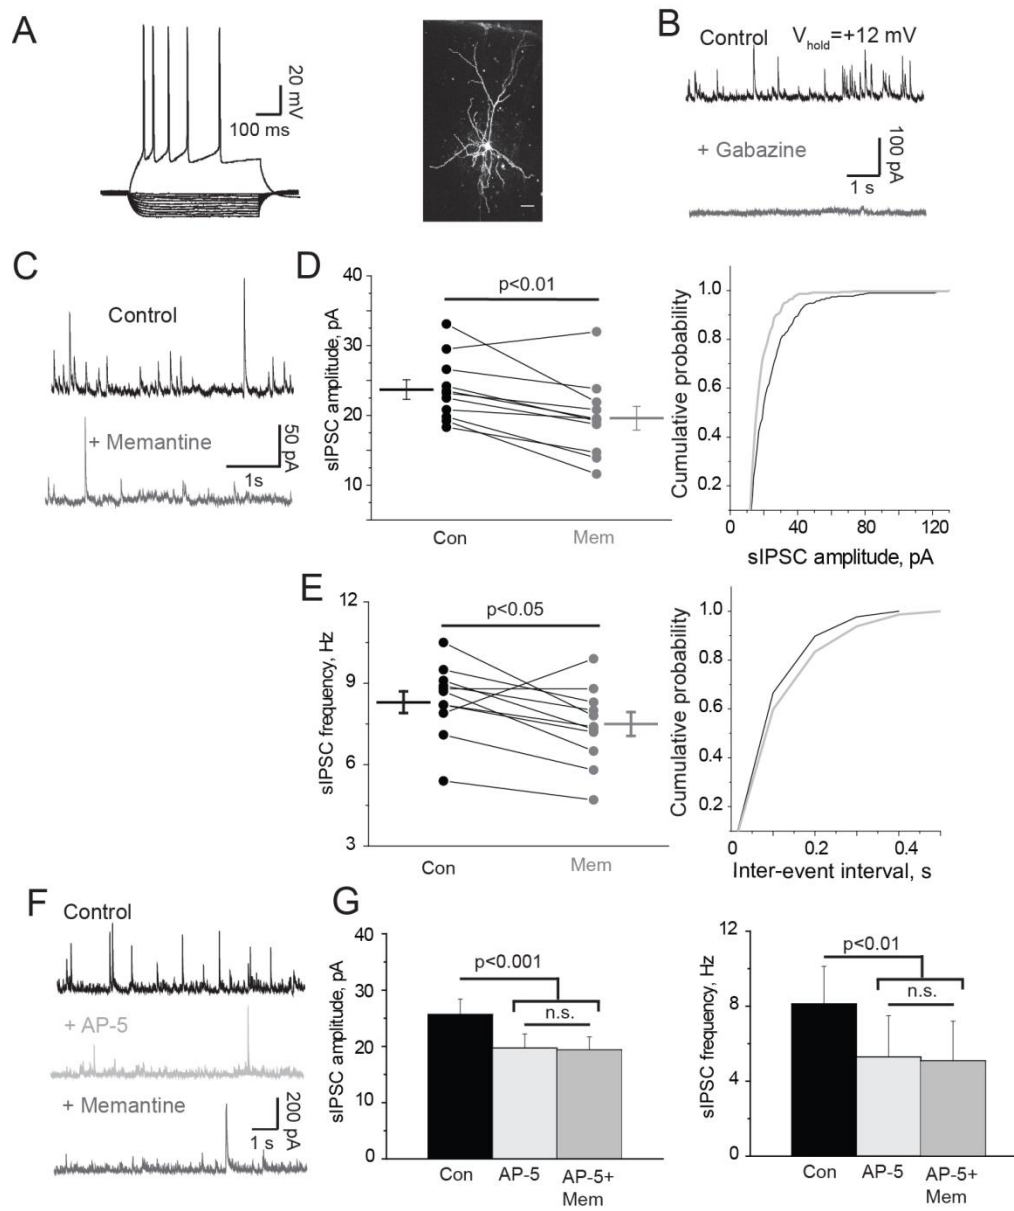 A
20 mV
100 ms
B
Control
V hold =+12 mV
+ Gabazine
100 pA
1 s
C
Control
+ Memantine
50 pA
1s
D
sIPSC amplitude, pA
40
30
20
10
p<0.01
Con
Mem
Cumulative probability
1.0
0.8
0.6
0.4
0.2
0
40
80
120
sIPSC amplitude, pA
E
sIPSC frequency, Hz
12
9
6
3
p<0.05
Con
Mem
Cumulative probability
1.0
0.8
0.6
0.4
0.2
0
0.2
0.4
Inter-event interval, s
F
Control
+ AP-5
+ Memantine
200 pA
1 s
G
sIPSC amplitude, pA
40
30
20
10
0
p<0.001
n.s.
Con
AP-5
AP-5+
Mem
sIPSC frequency, Hz
12
8
4
0
p<0.01
n.s.
Con
AP-5
AP-5+
Mem